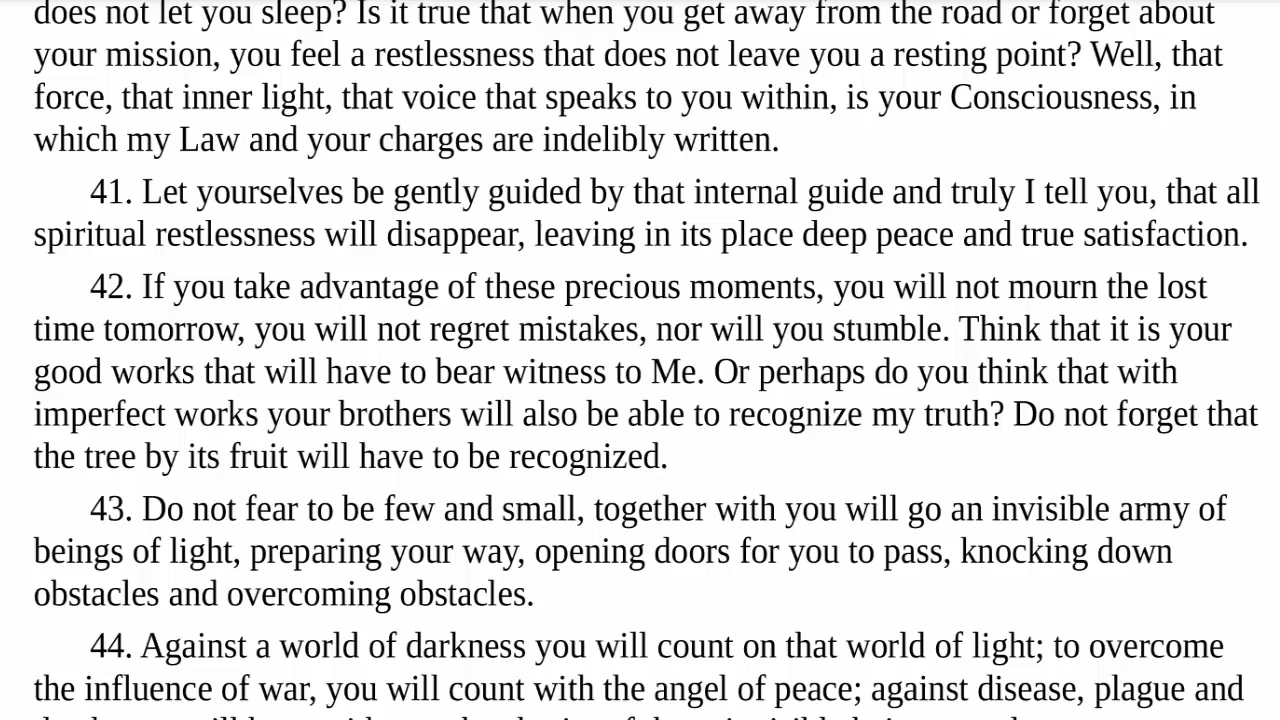 does not let you sleep? Is it true that when you get away from the road or forget about
your mission, you feel a restlessness that does not leave you a resting point? Well, that
force, that inner light, that voice that speaks to you within, is your Consciousness, in
which my Law and your charges are indelibly written.
41. Let yourselves be gently guided by that internal guide and truly I tell you, that all
spiritual restlessness will disappear, leaving in its place deep peace and true satisfaction.
42. If you take advantage of these precious moments, you will not mourn the lost
time tomorrow, you will not regret mistakes, nor will you stumble. Think that it is your
good works that will have to bear witness to Me. Or perhaps do you think that with
imperfect works your brothers will also be able to recognize my truth? Do not forget that
the tree by its fruit will have to be recognized.
43. Do not fear to be few and small, together with you will go an invisible army of
beings of light, preparing your way, opening doors for you to pass, knocking down
obstacles and overcoming obstacles.
44. Against a world of darkness you will count on that world of light; to overcome
the influence of war, you will count with the angel of peace; against disease, plague and